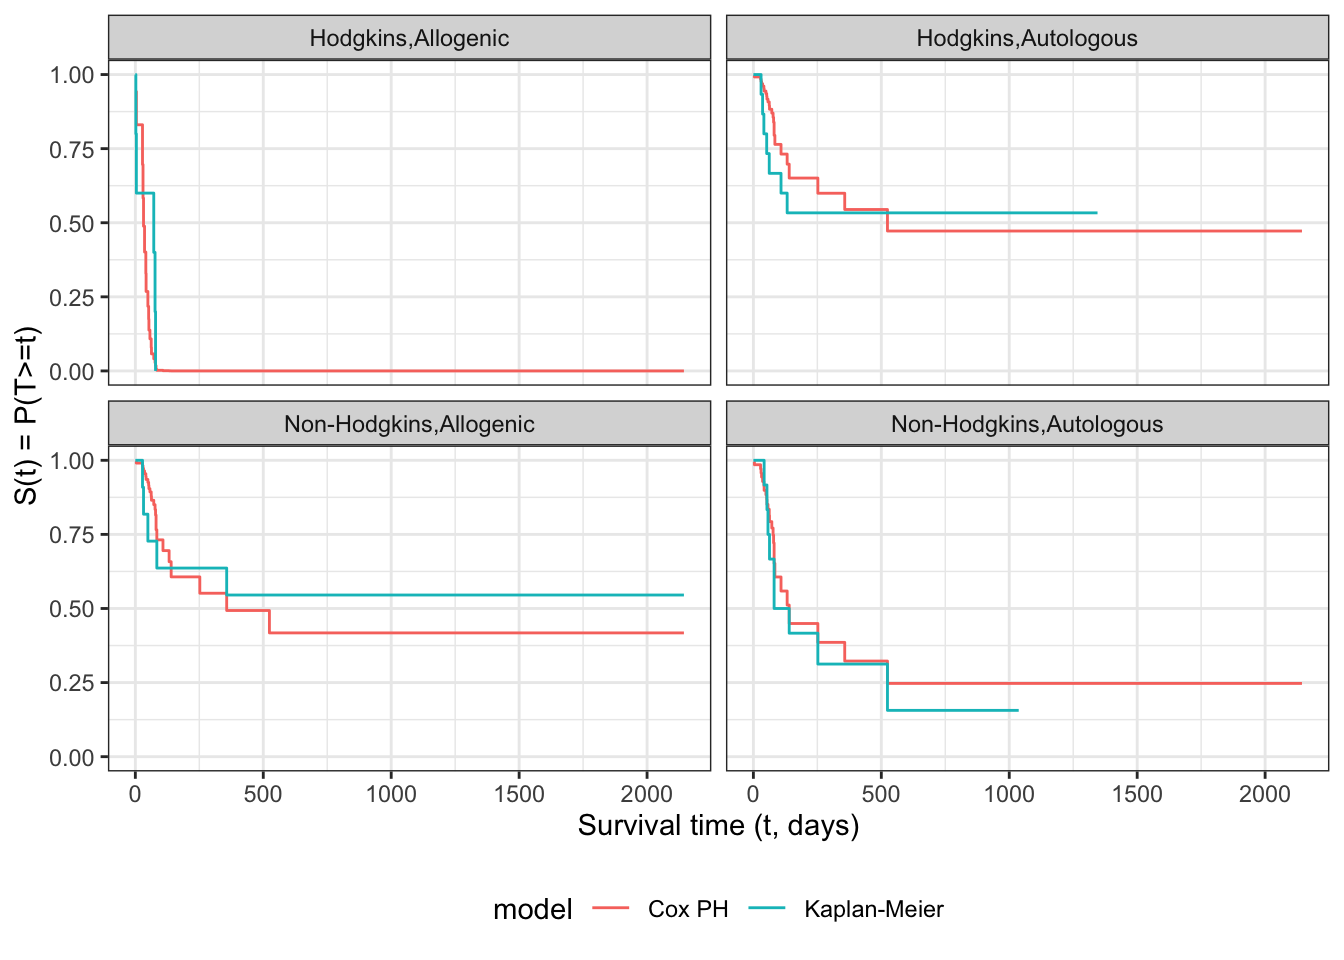 Hodgkins,Allogenic
Hodgkins,Autologous
1.00
0.75
0.50
0.25
0.00
Non-Hodgkins,Allogenic
Non-Hodgkins,Autologous
1.00
0.75
0.50
0.25
0.00
S(t) = P(T>=t)
0 500 1000 1500 2000
0 500 1000 1500 2000
Survival time (t, days)
model Cox PH Kaplan-Meier